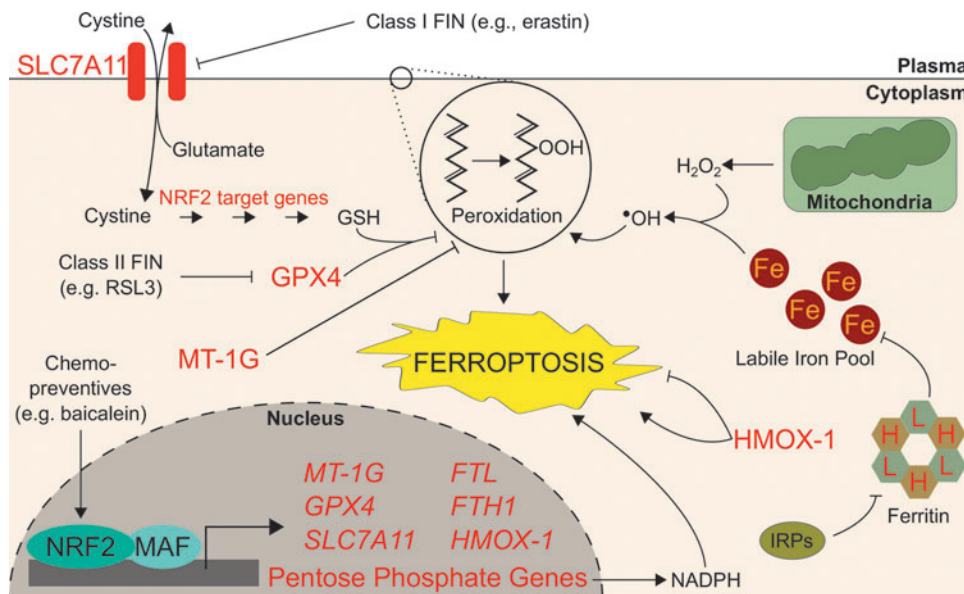 Cystine
Class I FIN (e.g., erastin)
SLC7A11
Plasma
Cytoplasm
Glutamate
OOH
Peroxidation
H₂O₂
Mitochondria
Cystine
NRF2 target genes
GSH
•OH
Class II FIN
(e.g. RSL3)
GPX4
Fe
Fe
Fe
Fe
Labile Iron Pool
MT-1G
FERROPTOSIS
Chemo-
preventives
(e.g. baicalein)
Nucleus
HMOX-1
L
H
H
L
L
H
Ferritin
IRPs
MT-1G
FTL
GPX4
FTH1
SLC7A11
HMOX-1
NRF2
MAF
Pentose Phosphate Genes
NADPH